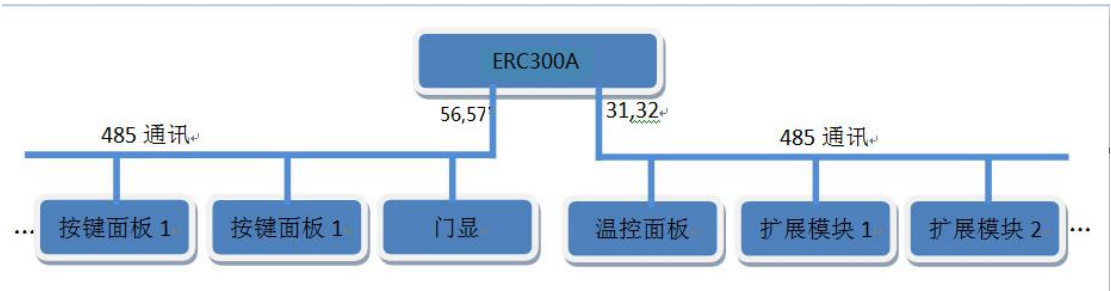 ERC300A
56,57
31,32
485 通讯
485 通讯
... 按键面板 1 按键面板 1 门显 温控面板 扩展模块 1 扩展模块 2 ...